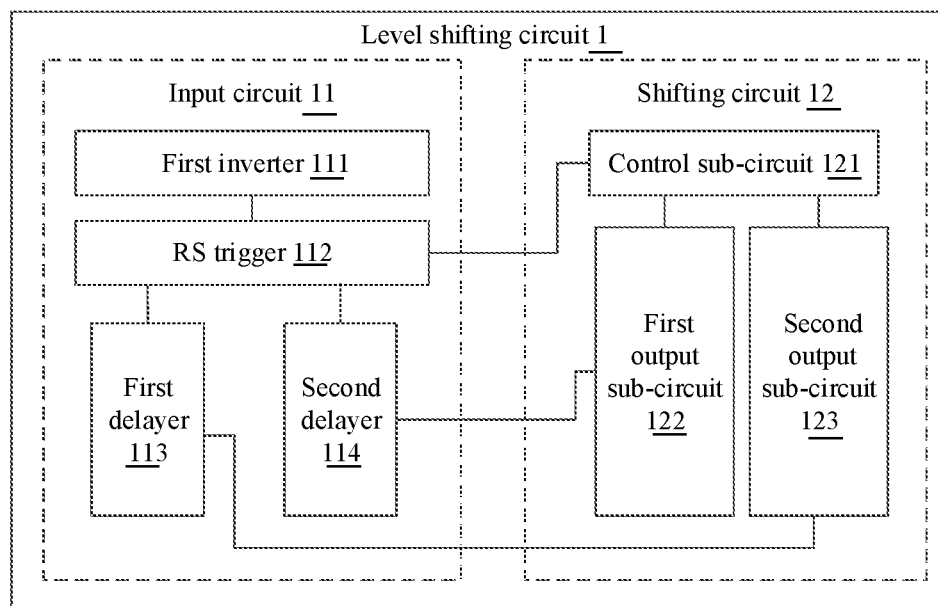 Level shifting circuit 1
Input circuit 11
First inverter 111
RS trigger 112
First
delayer
113
Second
delayer
114
Shifting circuit 12
Control sub-circuit 121
First
output
sub-circuit
122
Second
output
sub-circuit
123